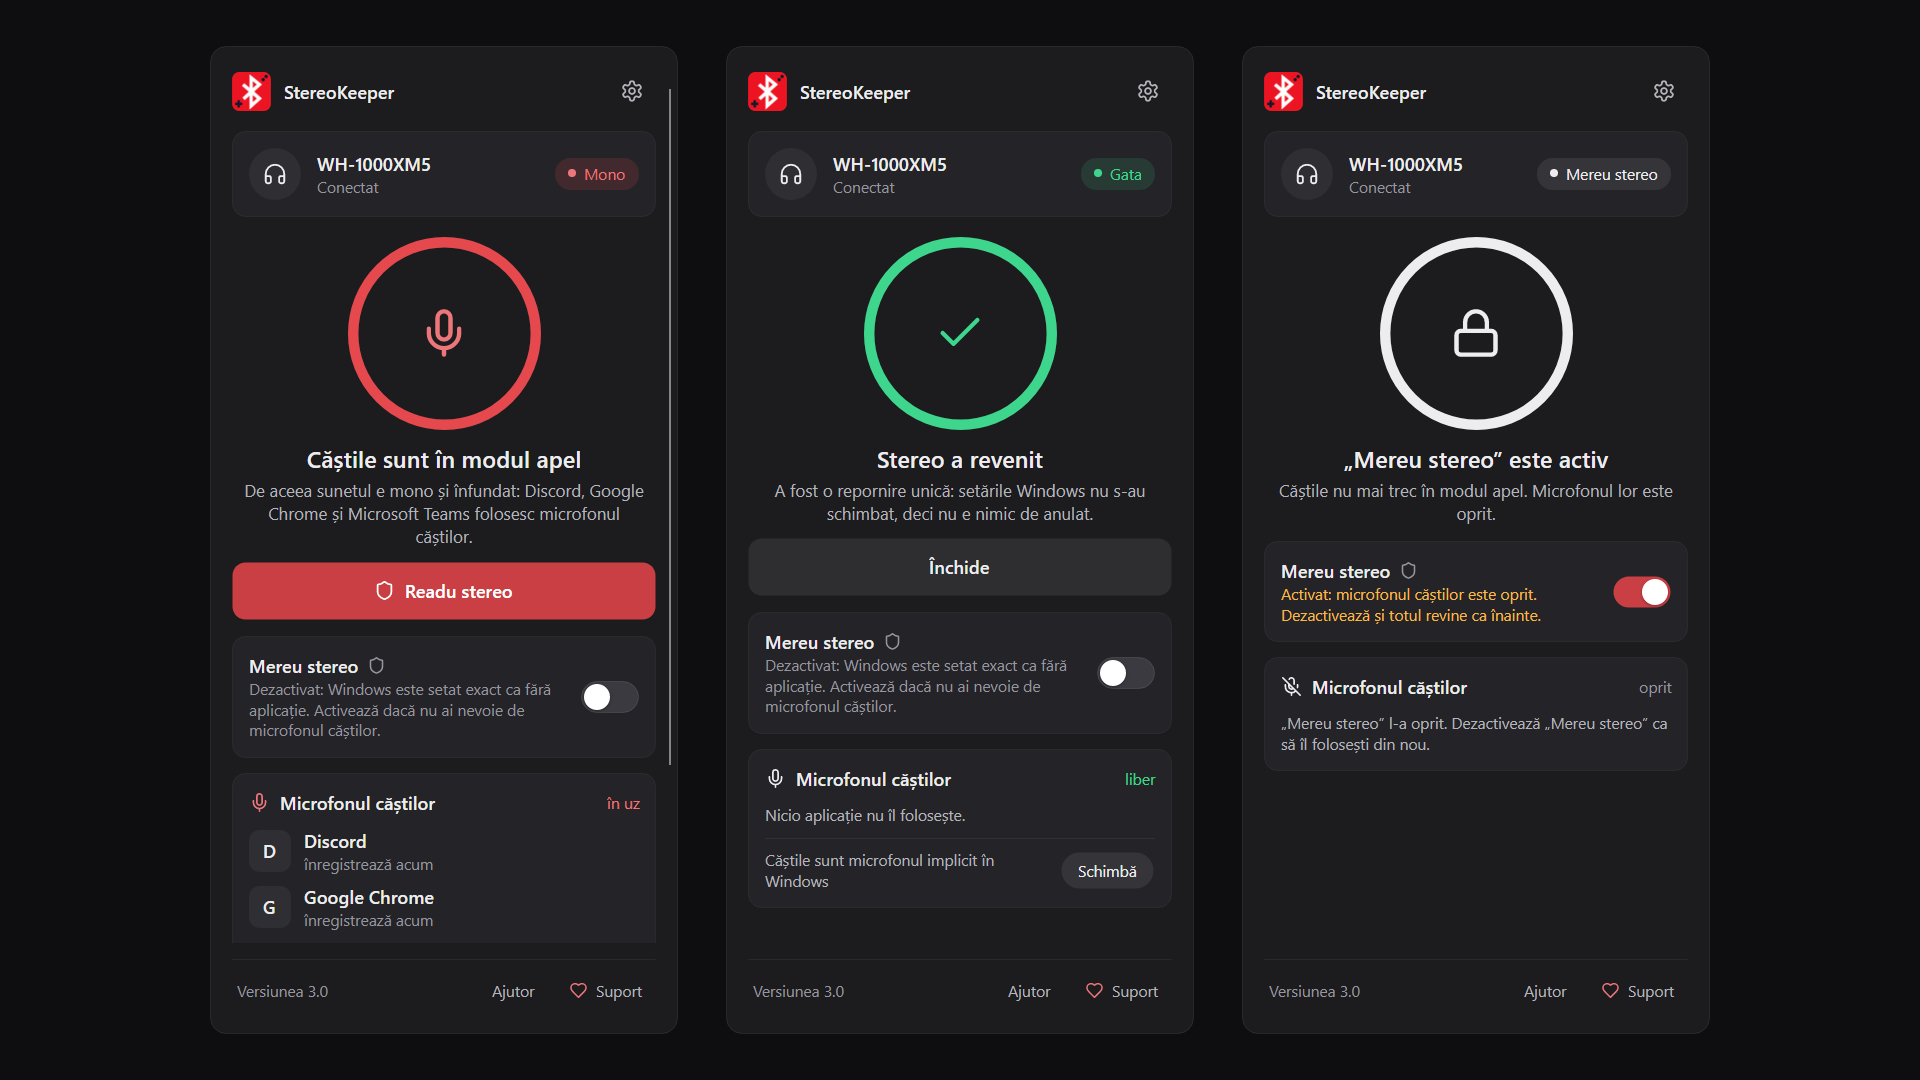 StereoKeeper
WH-1000XM5
Conectat
Mono
Căștile sunt în modul apel
De aceea sunetul e mono și înfundat: Discord, Google
Chrome și Microsoft Teams folosesc microfonul
căștilor.
Readu stereo
Mereu stereo
Dezactivat: Windows este setat exact ca fără
aplicație. Activează dacă nu ai nevoie de
microfonul căștilor.
Microfonul căștilor
în uz
D
Discord
înregistrează acum
G
Google Chrome
înregistrează acum
Versiunea 3.0
Ajutor
Suport
StereoKeeper
WH-1000XM5
Conectat
Gata
Stereo a revenit
A fost o repornire unică: setările Windows nu s-au
schimbat, deci nu e nimic de anulat.
Închide
Mereu stereo
Dezactivat: Windows este setat exact ca fără
aplicație. Activează dacă nu ai nevoie de
microfonul căștilor.
Microfonul căștilor
liber
Nicio aplicație nu îl folosește.
Căștile sunt microfonul implicit în
Windows
Schimbă
Versiunea 3.0
Ajutor
Suport
StereoKeeper
WH-1000XM5
Conectat
Mereu stereo
„Mereu stereo” este activ
Căștile nu mai trec în modul apel. Microfonul lor este
oprit.
Mereu stereo
Activat: microfonul căștilor este oprit.
Dezactivează și totul revine ca înainte.
Microfonul căștilor
oprit
„Mereu stereo” l-a oprit. Dezactivează „Mereu stereo” ca
să îl folosești din nou.
Versiunea 3.0
Ajutor
Suport